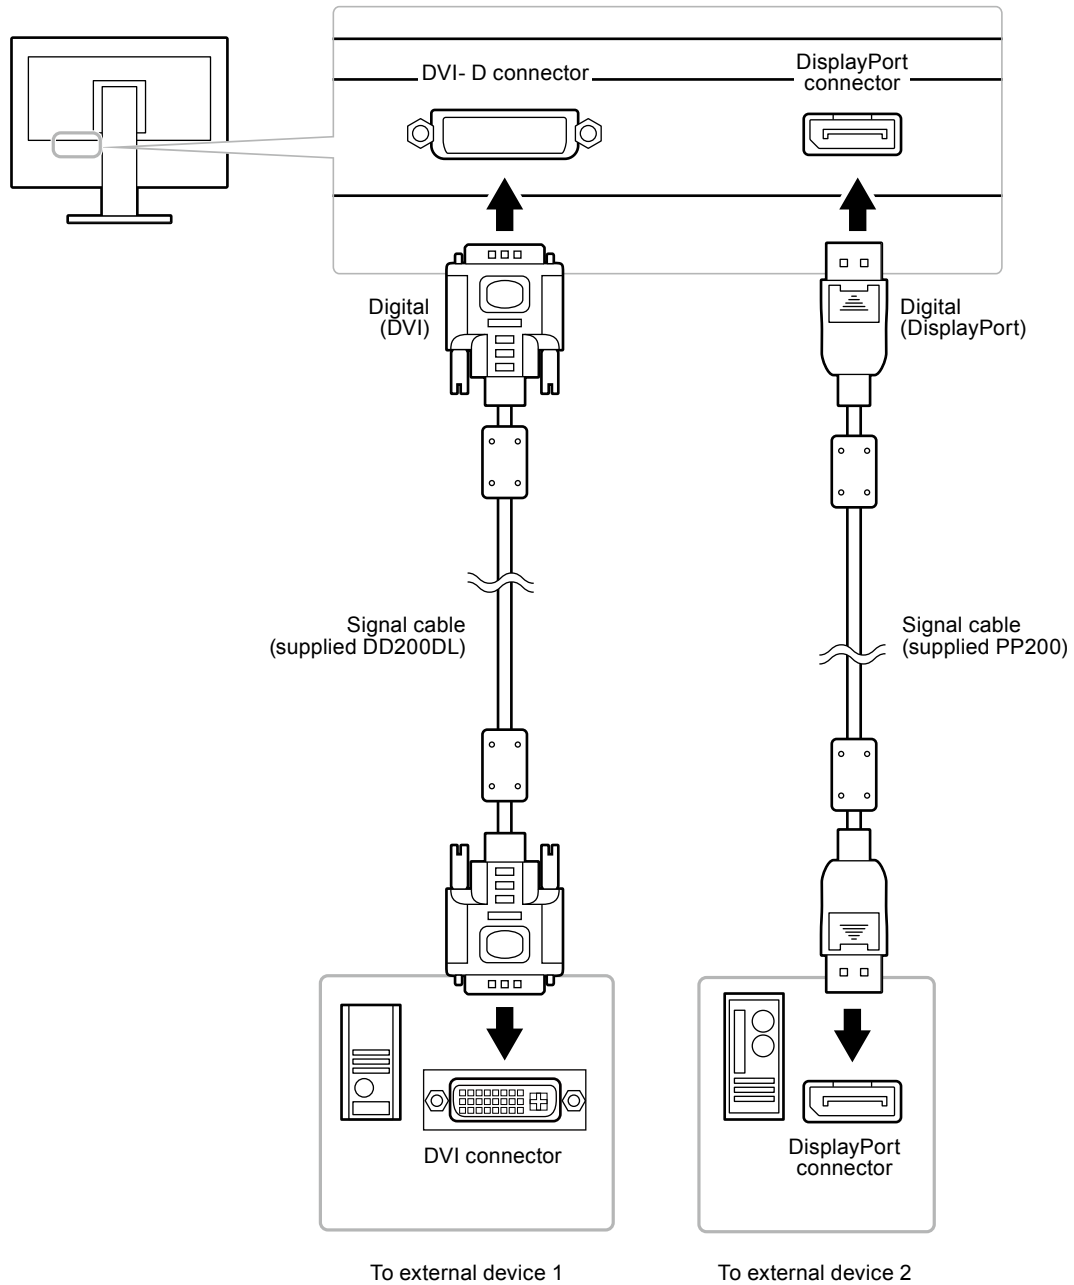 DVI- D connector
DisplayPort
connector
Digital
(DVI)
Digital
(DisplayPort)
Signal cable
(supplied DD200DL)
Signal cable
(supplied PP200)
DVI connector
DisplayPort
connector
To external device 1
To external device 2